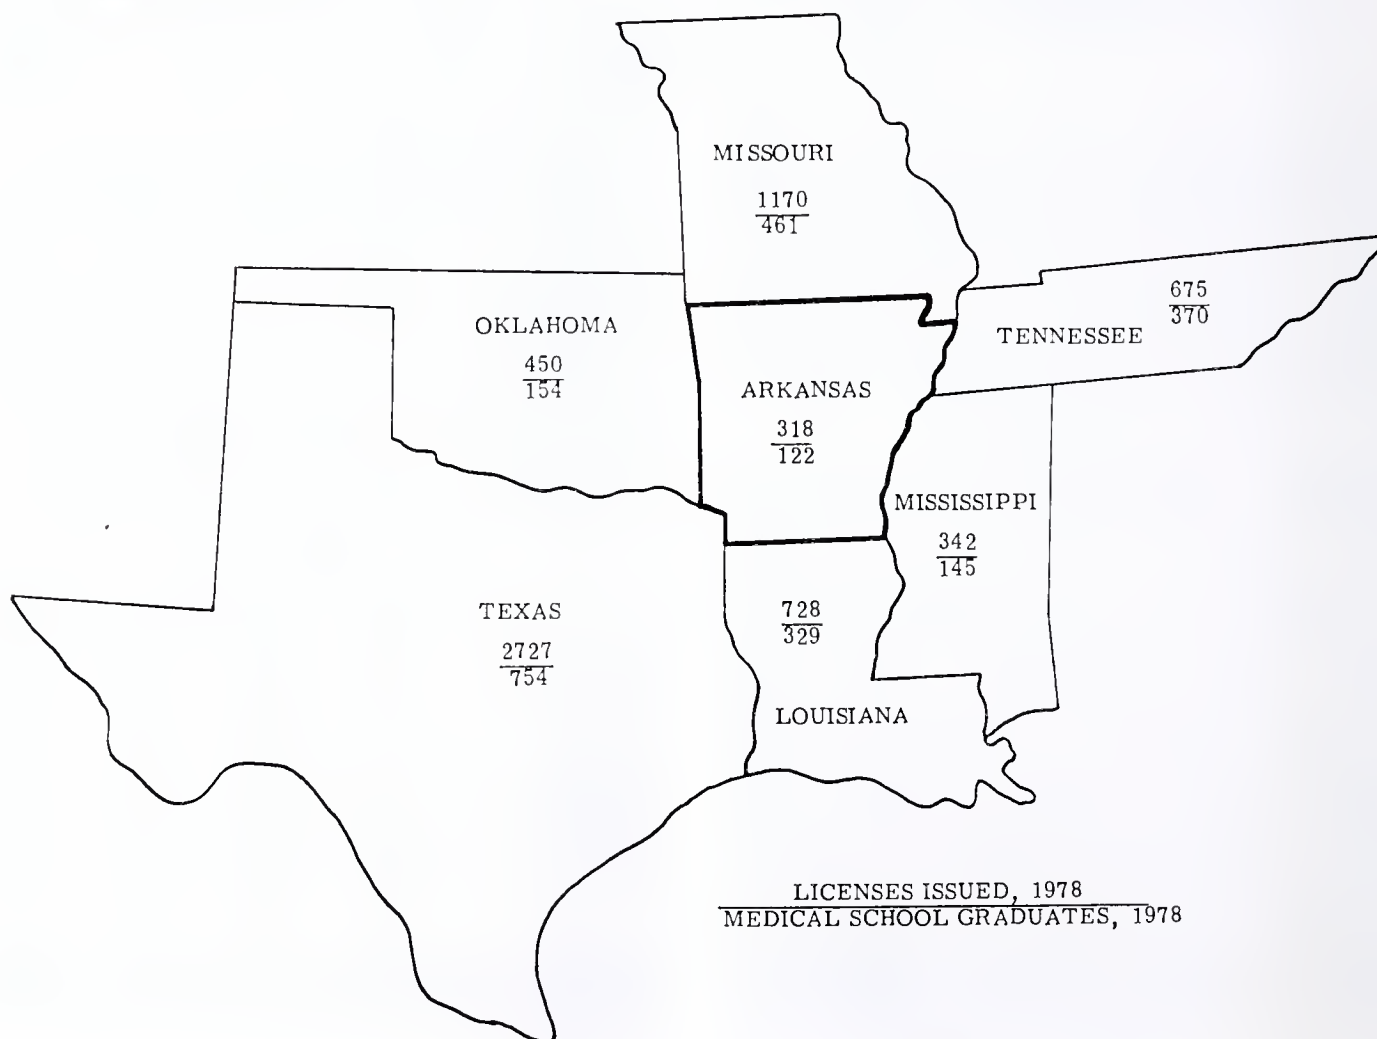 MISSOURI
1170
461
675
370
TENNESSEE
OKLAHOMA
450
154
ARKANSAS
318
122
MISSISSIPPI
342
145
TEXAS
2727
754
728
329
LOUISIANA
LICENSES ISSUED, 1978
MEDICAL SCHOOL GRADUATES, 1978